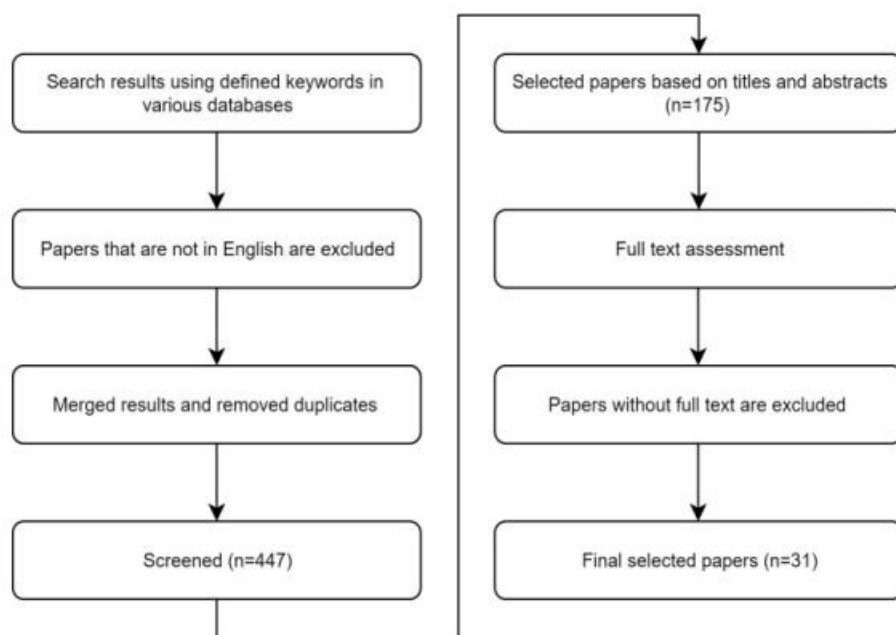 Search results using defined keywords in
various databases
Papers that are not in English are excluded
Merged results and removed duplicates
Screened (n=447)
Selected papers based on titles and abstracts
(n=175)
Full text assessment
Papers without full text are excluded
Final selected papers (n=31)